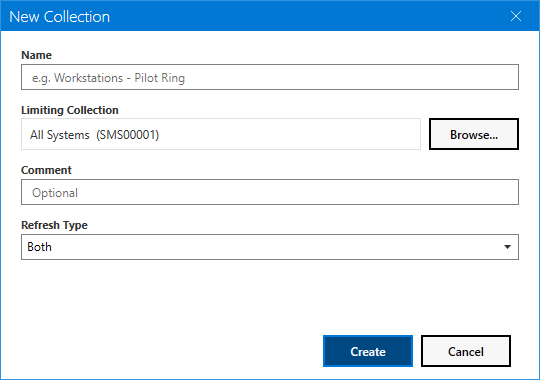 New Collection
Name
e.g. Workstations - Pilot Ring
Limiting Collection
All Systems (SMS00001)
Browse...
Comment
Optional
Refresh Type
Both
Create
Cancel